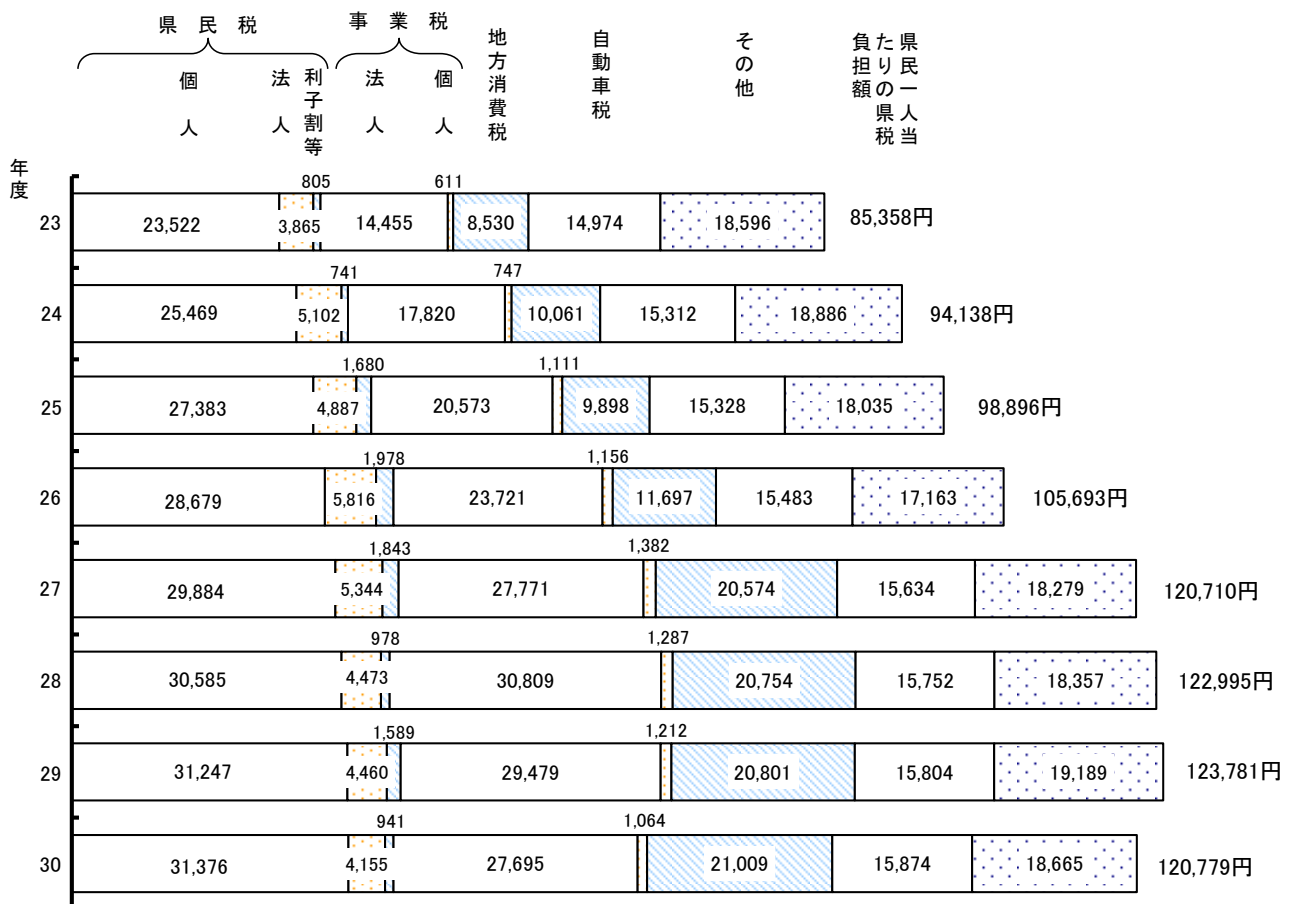 県民税
事業税
個人
法人
利子割等
法人
個人
地方消費税
自動車税
その他
県民一人当
たりの県税
負担額
年度
805 611
23 23,522 3,865 14,455 8,530 14,974 18,596 85,358円
741 747
24 25,469 5,102 17,820 10,061 15,312 18,886 94,138円
1,680 1,111
25 27,383 4,887 20,573 9,898 15,328 18,035 98,896円
1,978 1,156
26 28,679 5,816 23,721 11,697 15,483 17,163 105,693円
1,843 1,382
27 29,884 5,344 27,771 20,574 15,634 18,279 120,710円
978 1,287
28 30,585 4,473 30,809 20,754 15,752 18,357 122,995円
1,589 1,212
29 31,247 4,460 29,479 20,801 15,804 19,189 123,781円
941 1,064
30 31,376 4,155 27,695 21,009 15,874 18,665 120,779円